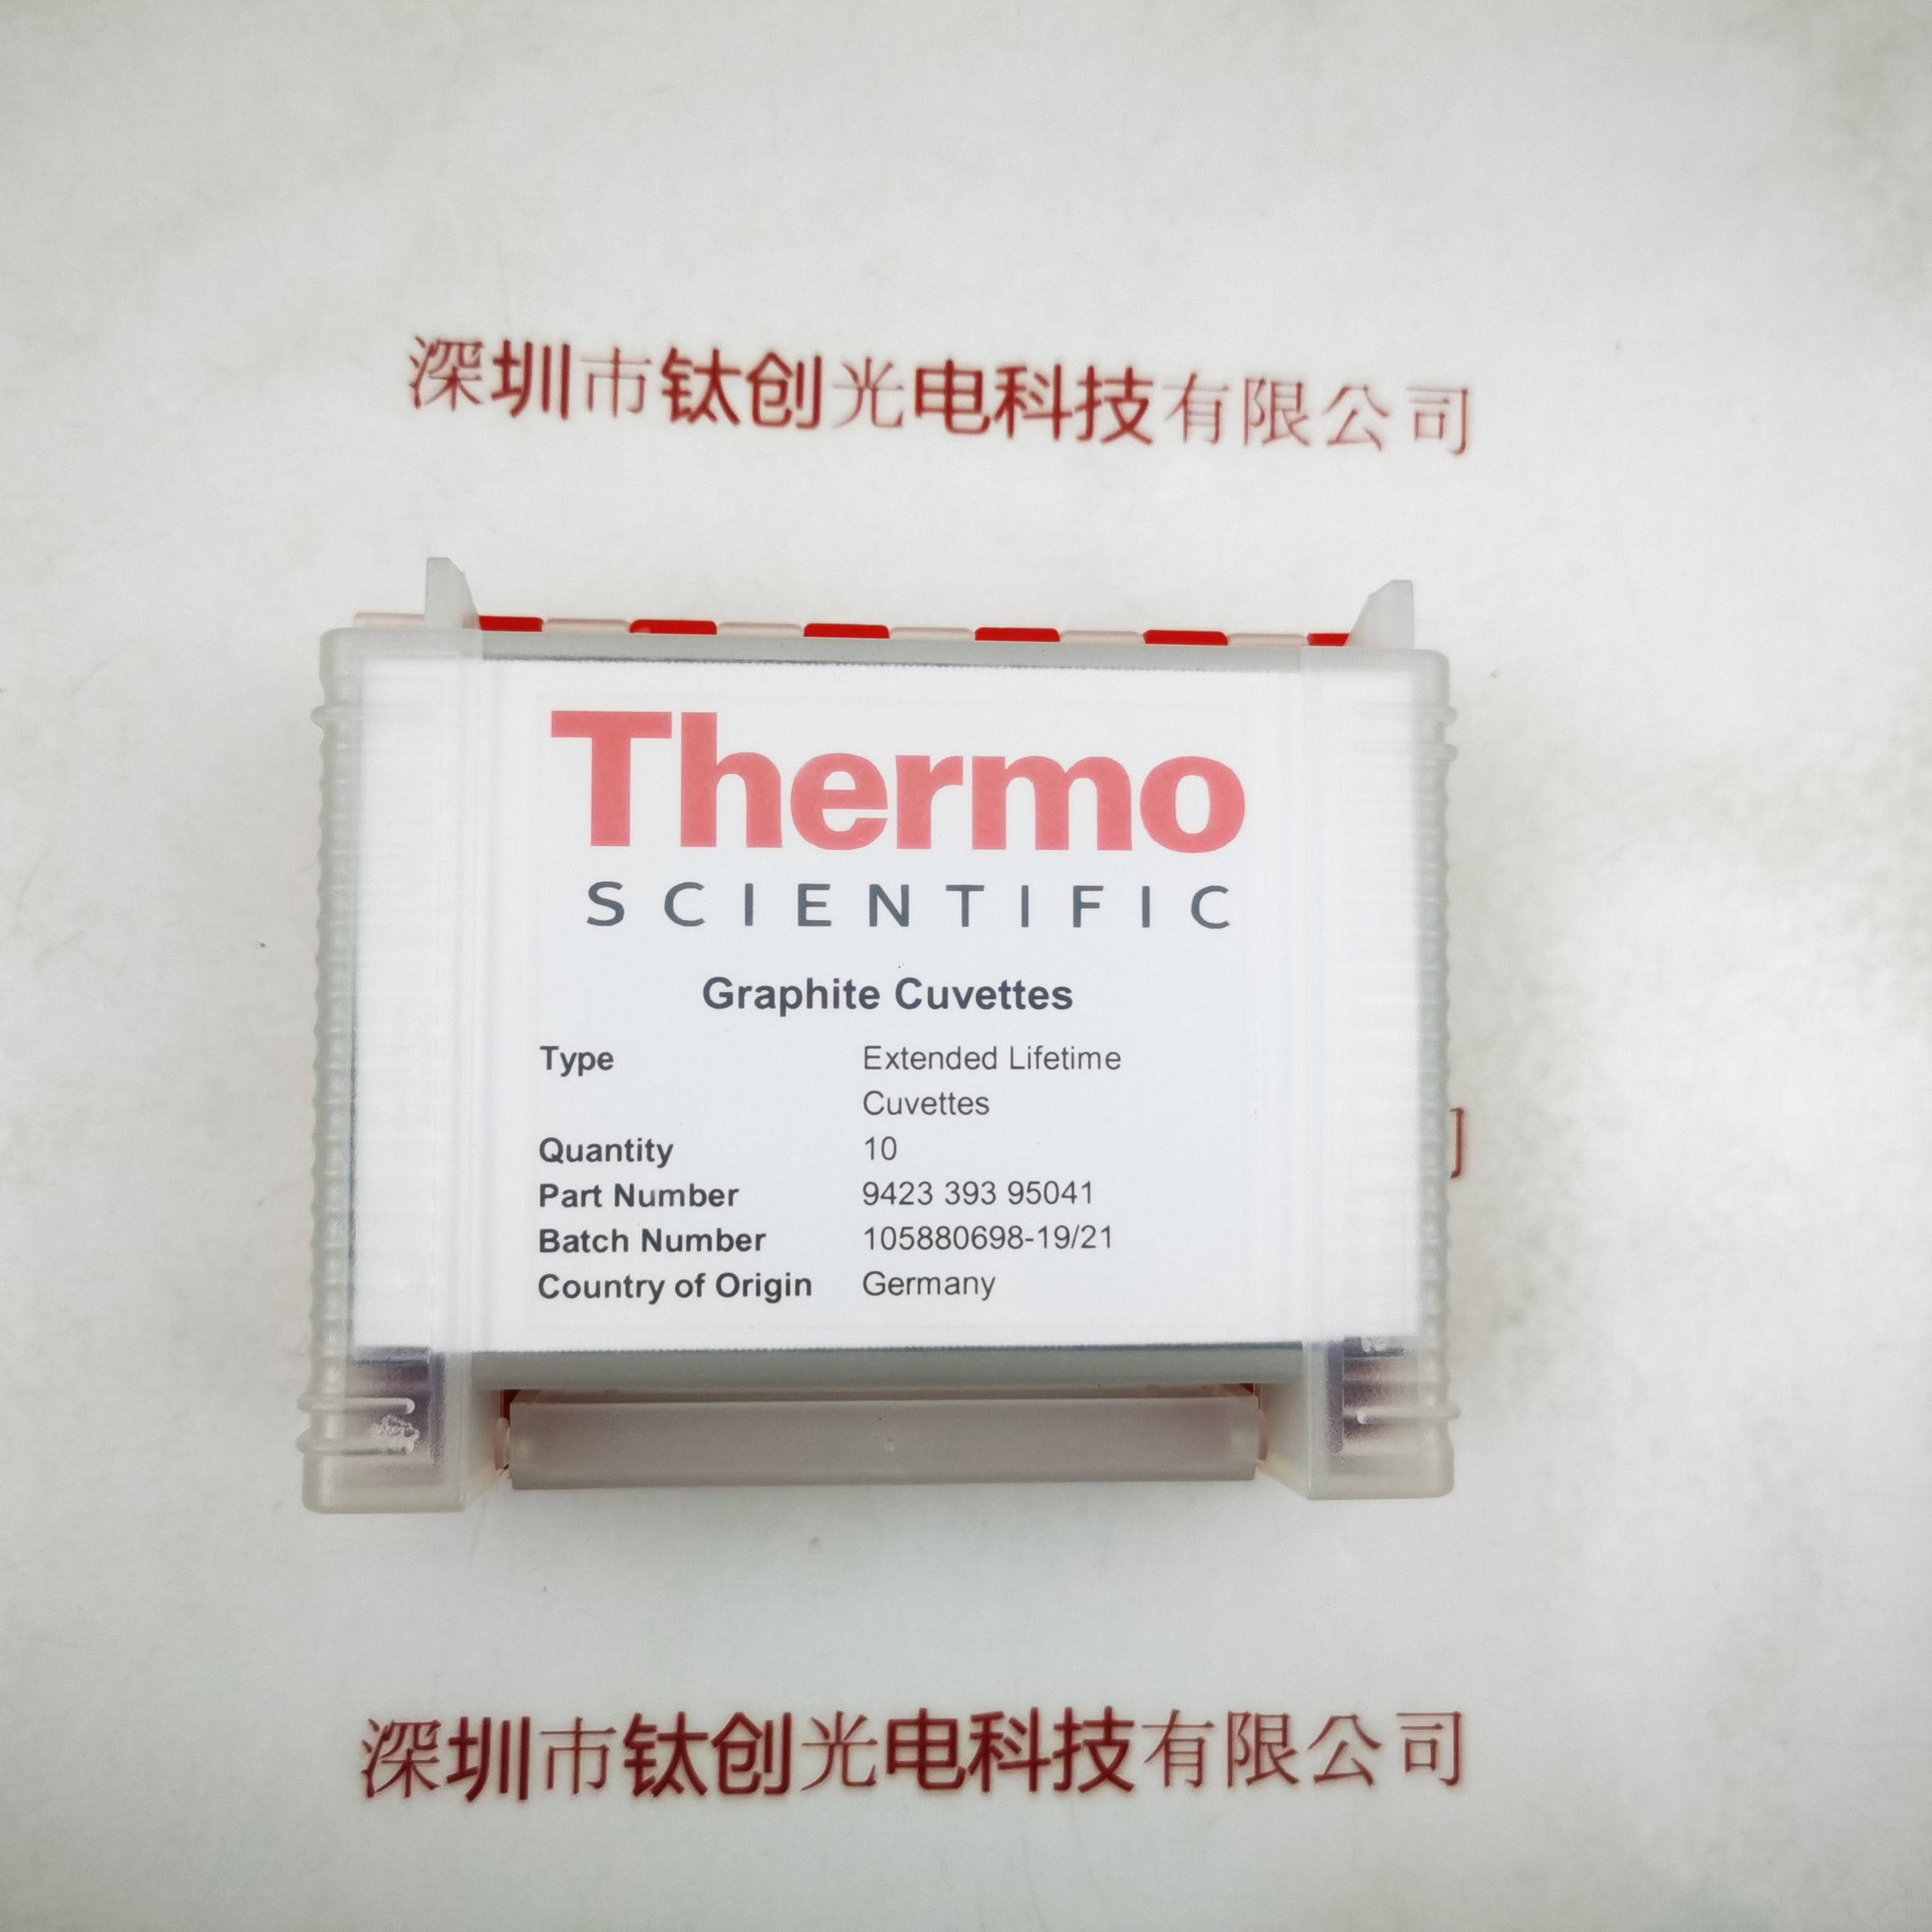 深圳市钛创光电科技有限公司
Thermo
SCIENTIFIC
Graphite Cuvettes
Type Extended Lifetime
Cuvettes
Quantity 10
Part Number 9423 393 95041
Batch Number 105880698-19/21
Country of Origin Germany
深圳市钛创光电科技有限公司